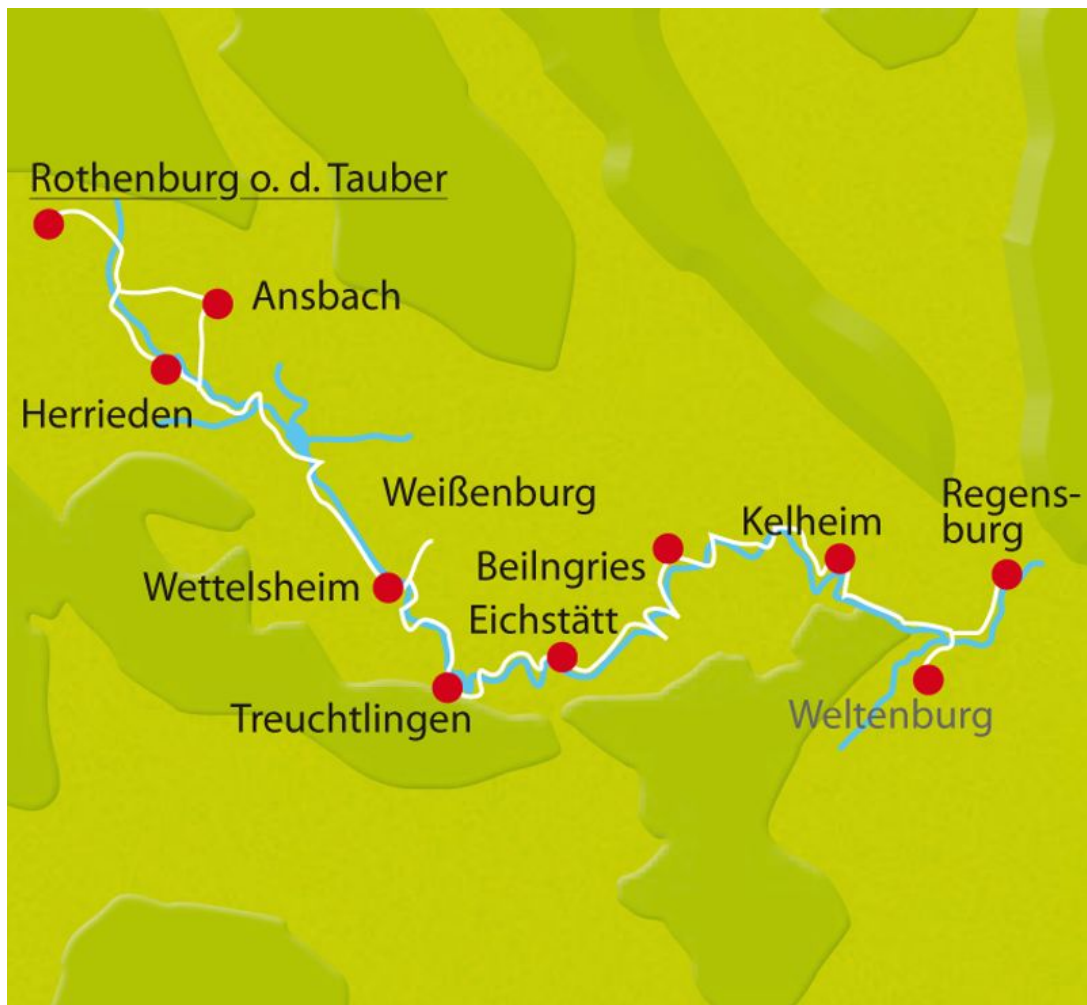 Rothenburg o. d. Tauber
Ansbach
Herrieden
Weißenburg
Regens-
burg
Kelheim
Beilngries
Wettelsheim
Eichstätt
Treuchtlingen
Weltenburg